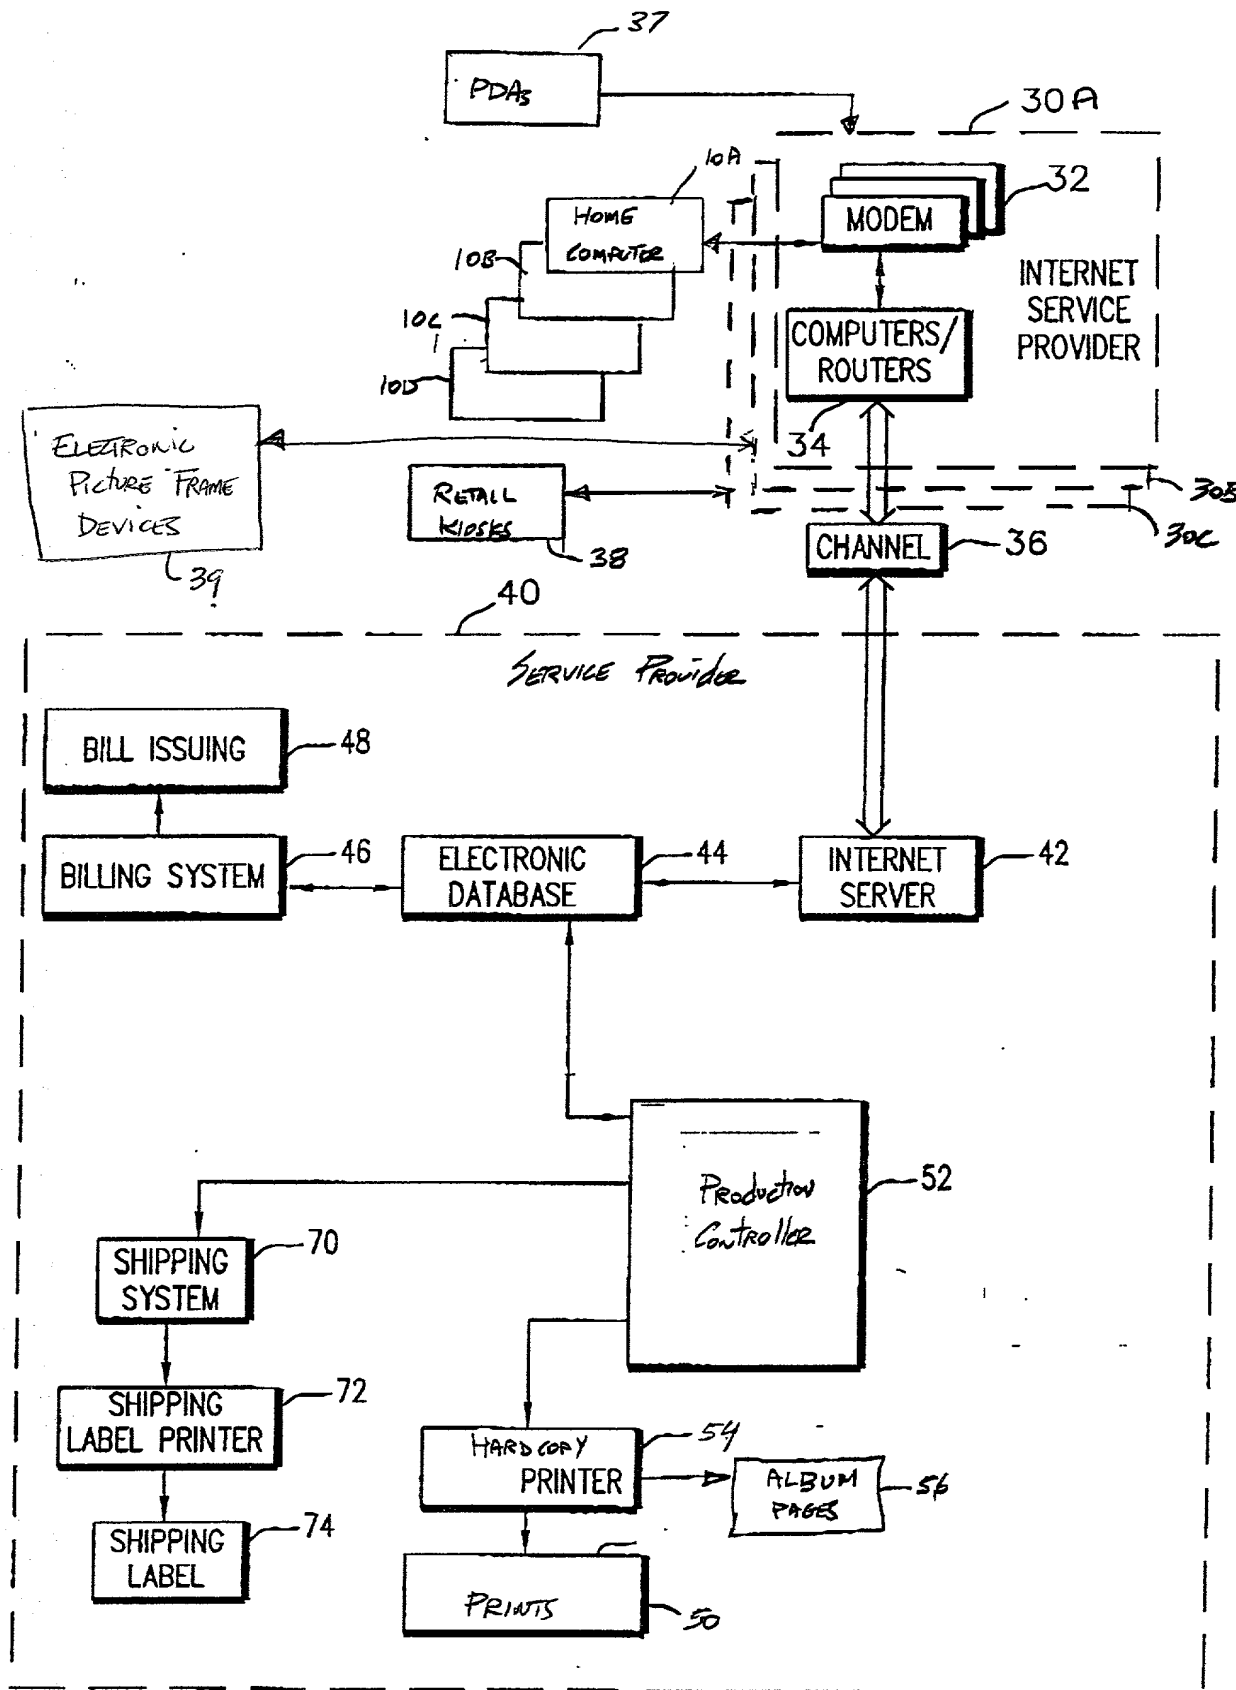 37
PDAs
30A
10A
32
HOME
COMPUTER
MODEM
10B
INTERNET
SERVICE
PROVIDER
10C
COMPUTERS/
ROUTERS
10D
34
ELECTRONIC
PICTURE FRAME
DEVICES
RETAIL
KIOSKS
30B
30C
38
CHANNEL
36
39
40
SERVICE PROVIDER
BILL ISSUING
48
BILLING SYSTEM
46
ELECTRONIC
DATABASE
44
INTERNET
SERVER
42
PRODUCTION
CONTROLLER
52
SHIPPING
SYSTEM
70
SHIPPING
LABEL PRINTER
72
HARDCOPY
PRINTER
54
ALBUM
PAGES
56
SHIPPING
LABEL
74
PRINTS
50